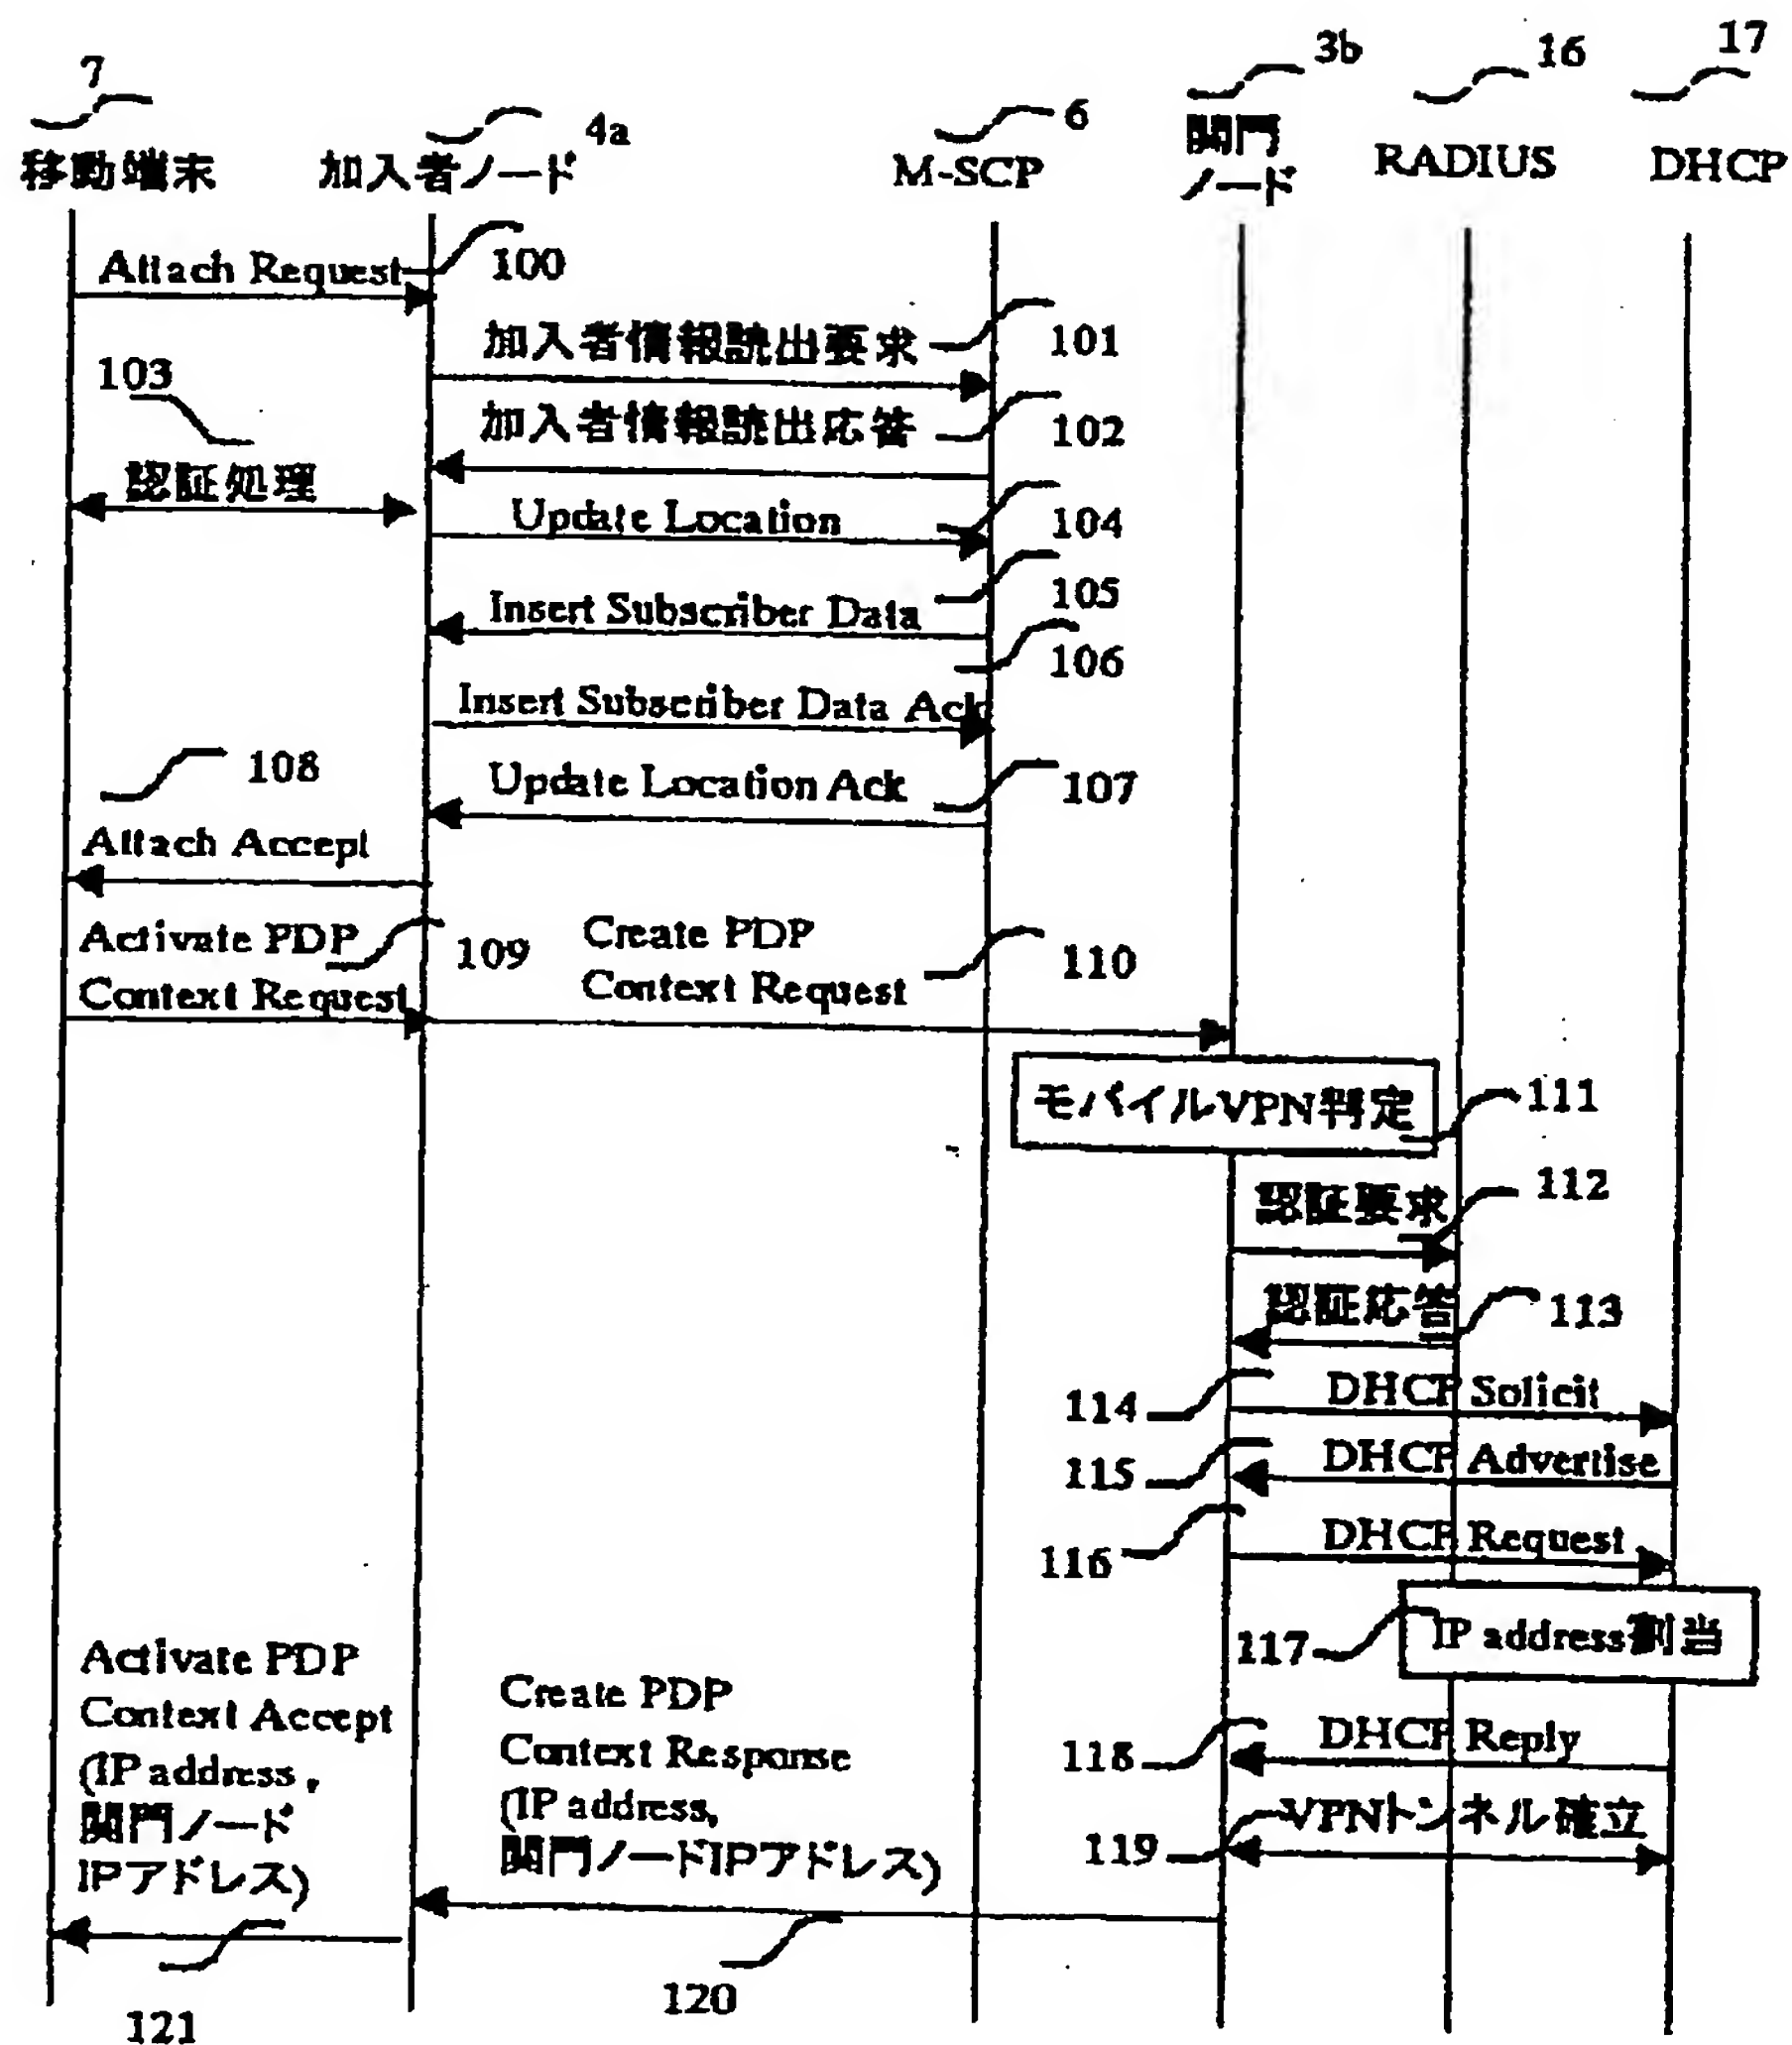 7
4a
6
3b
16
17
移動端末
加入者ノード
M-SCP
関門
ノード
RADIUS
DHCP
Attach Request
100
加入者情報読出要求
101
103
加入者情報読出応答
102
認証処理
Update Location
104
Insert Subscriber Data
105
106
Insert Subscriber Data Ack
108
Update Location Ack
107
Attach Accept
Activate PDP
Context Request
109
Create PDP
Context Request
110
モバイルVPN判定
111
認証要求
112
認証応答
113
114
DHCP Solicit
115
DHCP Advertise
116
DHCP Request
117
IP address割当
118
DHCP Reply
119
VPNトンネル確立
Activate PDP
Context Accept
(IP address,
関門ノード
IPアドレス)
Create PDP
Context Response
(IP address,
関門ノードIPアドレス)
120
121